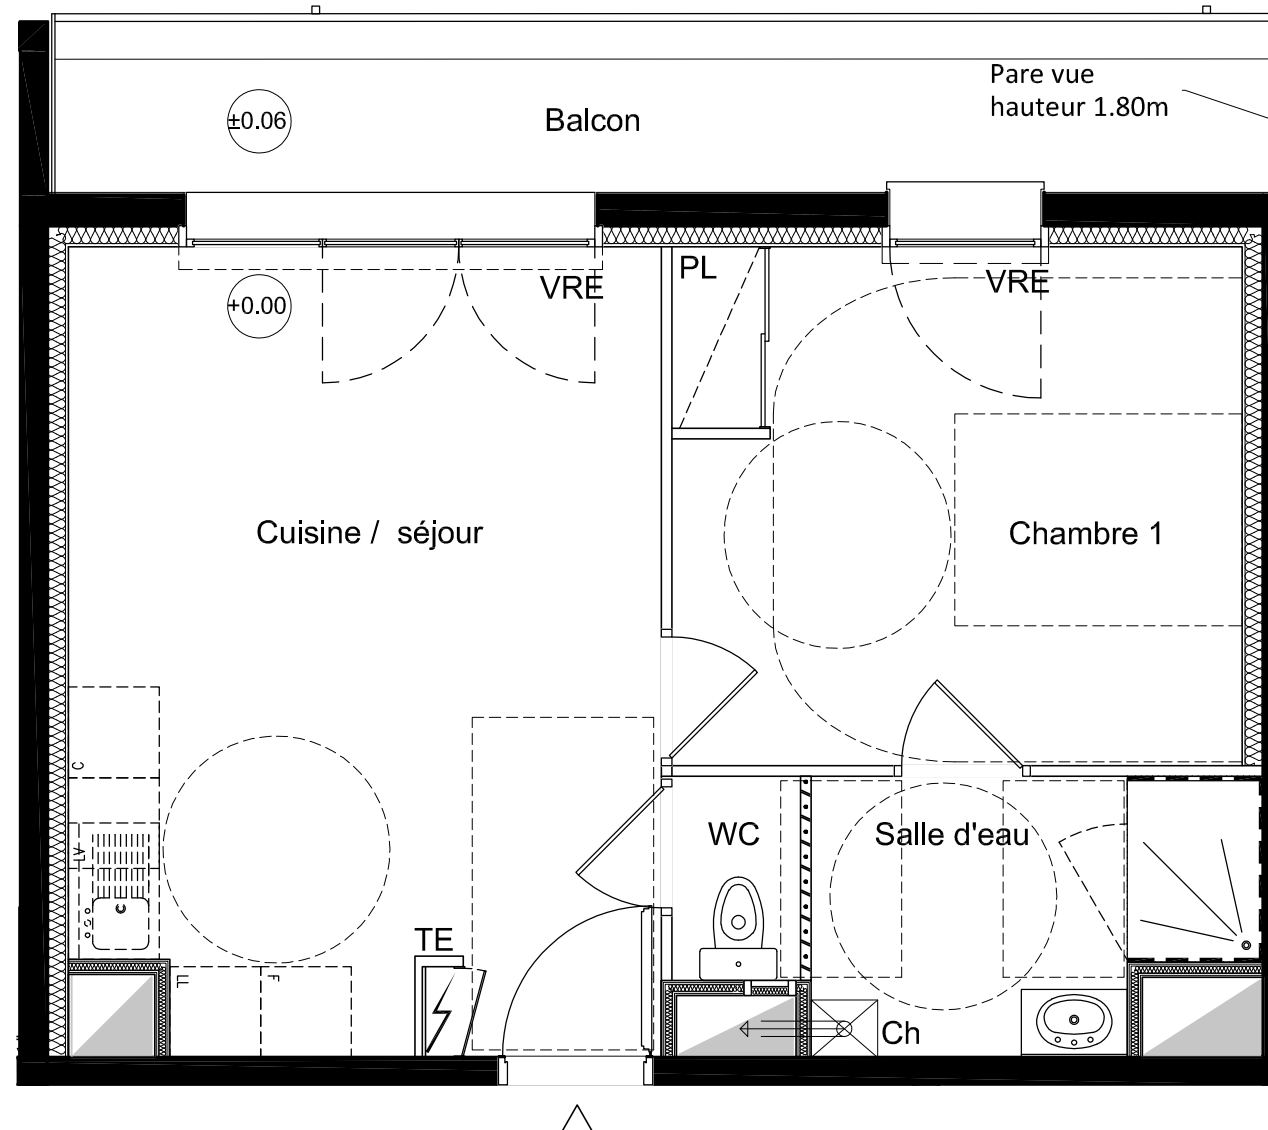 Pare vue
hauteur 1.80m
±0.06
Balcon
PL
VRE
VRE
+0.00
Cuisine / séjour
Chambre 1
C
LV
WC
Salle d'eau
TE
LL
F
Ch